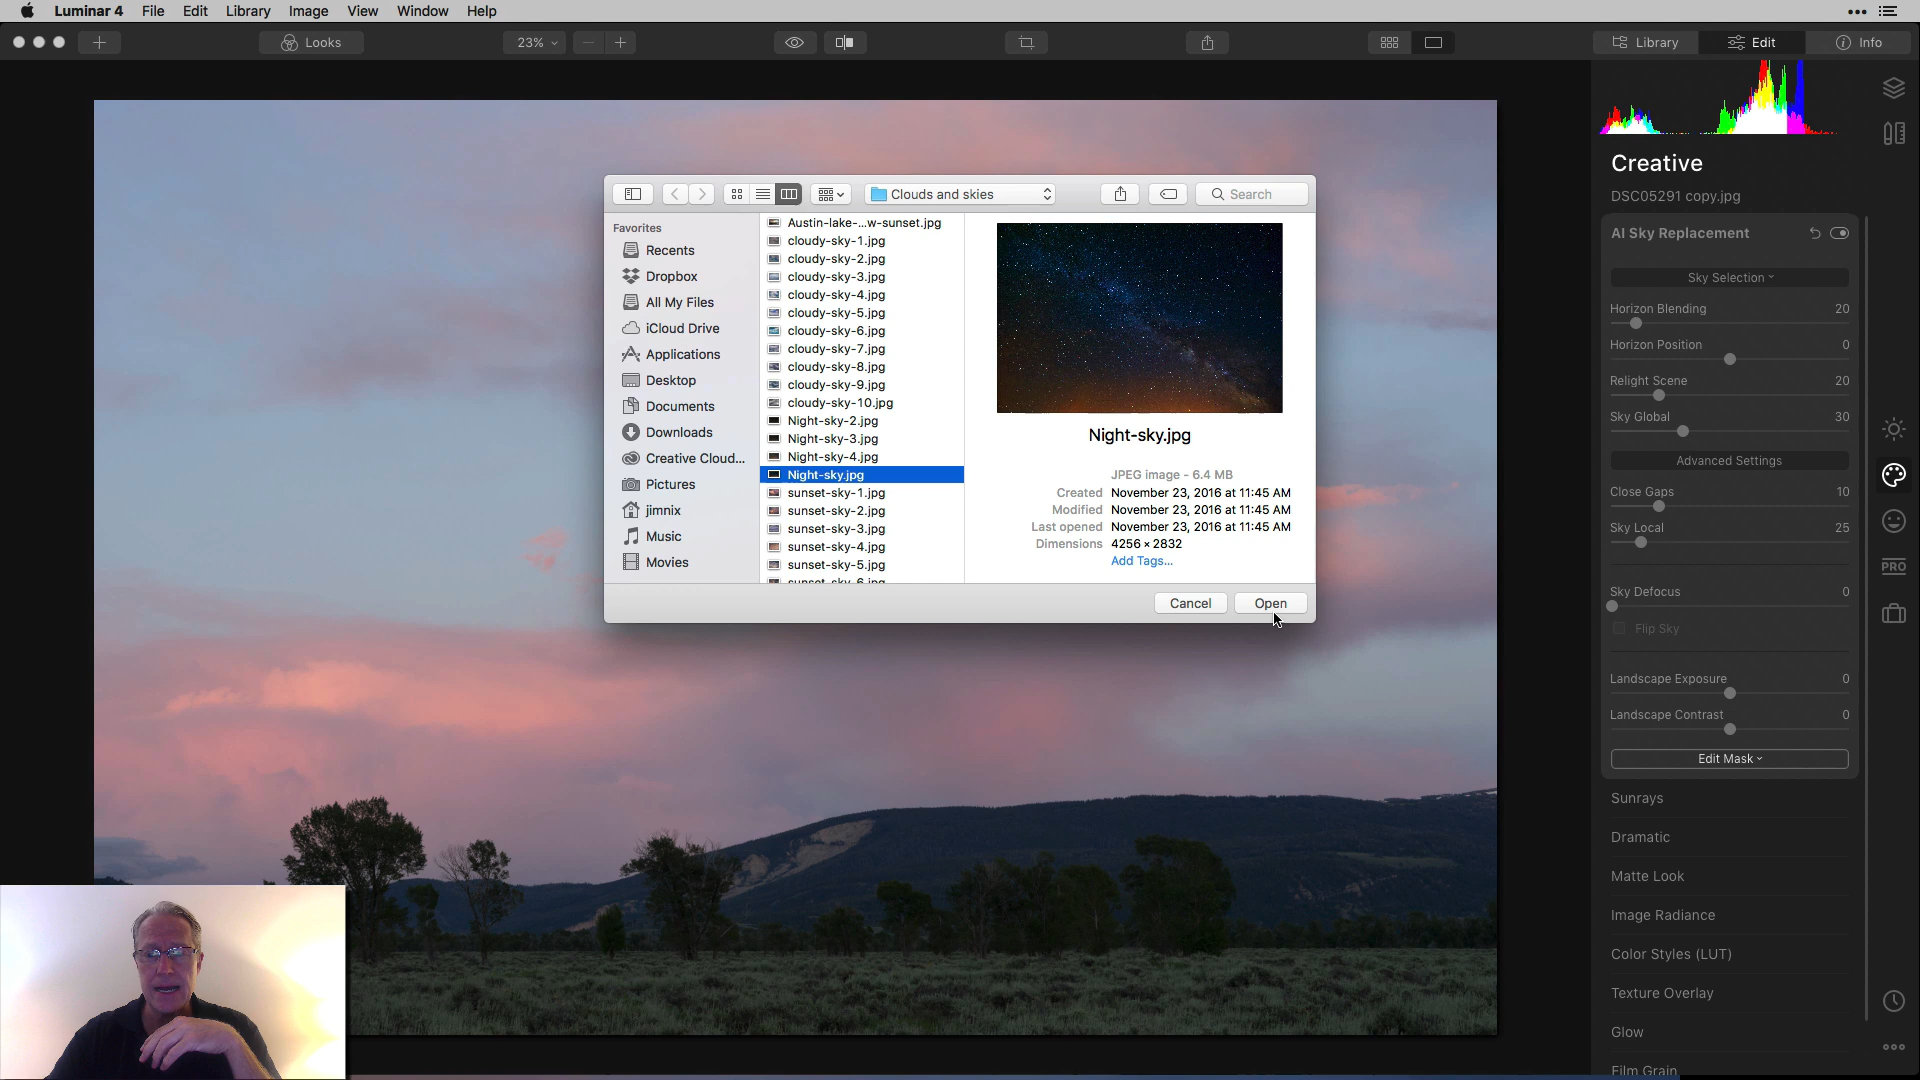 Luminar 4 File Edit Library Image View Window Help
Looks 23% Library Edit Info
Creative
DSC05291 copy.jpg
AI Sky Replacement
Sky Selection
Horizon Blending 20
Horizon Position 0
Relight Scene 20
Sky Global 30
Advanced Settings
Close Gaps 10
Sky Local 25
Sky Defocus 0
Flip Sky
Landscape Exposure 0
Landscape Contrast 0
Edit Mask
Sunrays
Dramatic
Matte Look
Image Radiance
Color Styles (LUT)
Texture Overlay
Glow
Film Grain
PRO
Clouds and skies
Search
Favorites
Recents
Dropbox
All My Files
iCloud Drive
Applications
Desktop
Documents
Downloads
Creative Cloud...
Pictures
jimnix
Music
Movies
Austin-lake-...w-sunset.jpg
cloudy-sky-1.jpg
cloudy-sky-2.jpg
cloudy-sky-3.jpg
cloudy-sky-4.jpg
cloudy-sky-5.jpg
cloudy-sky-6.jpg
cloudy-sky-7.jpg
cloudy-sky-8.jpg
cloudy-sky-9.jpg
cloudy-sky-10.jpg
Night-sky-2.jpg
Night-sky-3.jpg
Night-sky-4.jpg
Night-sky.jpg
sunset-sky-1.jpg
sunset-sky-2.jpg
sunset-sky-3.jpg
sunset-sky-4.jpg
sunset-sky-5.jpg
sunset-sky-6.jpg
Night-sky.jpg
JPEG image - 6.4 MB
Created November 23, 2016 at 11:45 AM
Modified November 23, 2016 at 11:45 AM
Last opened November 23, 2016 at 11:45 AM
Dimensions 4256 × 2832
Add Tags...
Cancel Open